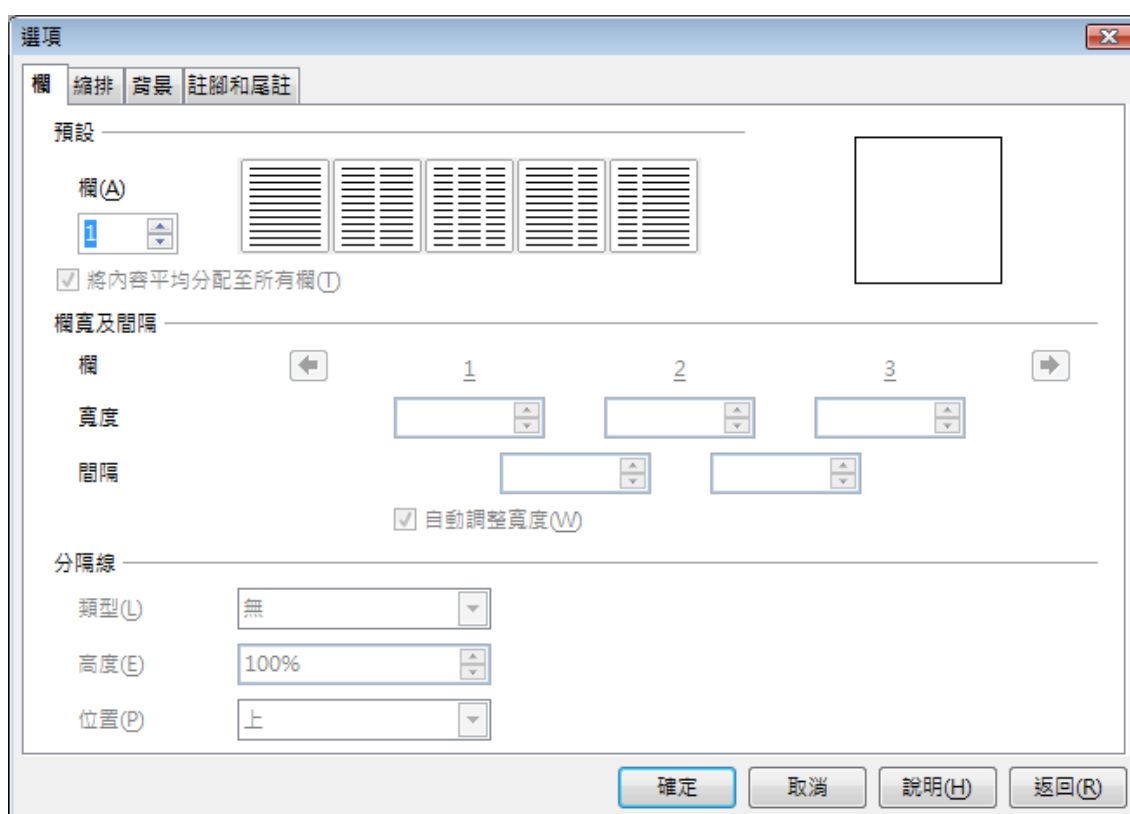 選項
欄 縮排 背景 註腳和尾註
預設
欄(A)
1
將內容平均分配至所有欄(T)
欄寬及間隔
欄 1 2 3
寬度
間隔
自動調整寬度(W)
分隔線
類型(L) 無
高度(E) 100%
位置(P) 上
確定 取消 說明(H) 返回(R)